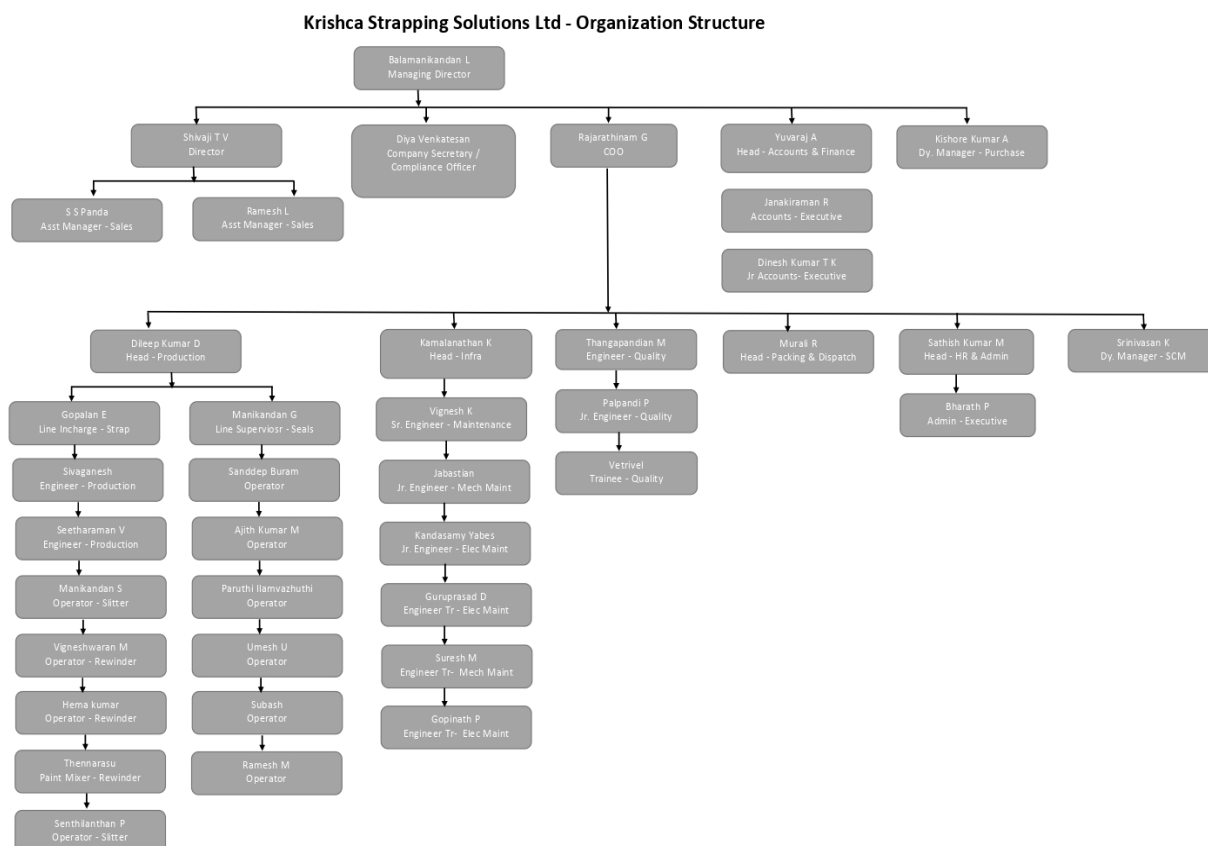 Krishca Strapping Solutions Ltd - Organization Structure
Balamanikandan L
Managing Director
Shivaji T V
Director
Diya Venkatesan
Company Secretary /
Compliance Officer
Rajarathinam G
COO
Yuvaraj A
Head - Accounts & Finance
Kishore Kumar A
Dy. Manager - Purchase
S S Panda
Asst Manager - Sales
Ramesh L
Asst Manager - Sales
Janakiraman R
Accounts - Executive
Dinesh Kumar T K
Jr Accounts- Executive
Dileep Kumar D
Head - Production
Kamalanathan K
Head - Infra
Thangapandian M
Engineer - Quality
Murali R
Head - Packing & Dispatch
Sathish Kumar M
Head - HR & Admin
Srinivasan K
Dy. Manager - SCM
Gopalan E
Line Incharge - Strap
Manikandan G
Line Superviosr - Seals
Vignesh K
Sr. Engineer - Maintenance
Palpandi P
Jr. Engineer - Quality
Bharath P
Admin - Executive
Sivaganesh
Engineer - Production
Sanddep Buram
Operator
Jabastian
Jr. Engineer - Mech Maint
Vetrivel
Trainee - Quality
Seetharaman V
Engineer - Production
Ajith Kumar M
Operator
Kandasamy Yabes
Jr. Engineer - Elec Maint
Manikandan S
Operator - Slitter
Paruthi Ilamvazhuthi
Operator
Guruprasad D
Engineer Tr - Elec Maint
Vigneshwaran M
Operator - Rewinder
Umesh U
Operator
Suresh M
Engineer Tr- Mech Maint
Hema kumar
Operator - Rewinder
Subash
Operator
Gopinath P
Engineer Tr- Elec Maint
Thennarasu
Paint Mixer - Rewinder
Ramesh M
Operator
Senthilanthan P
Operator - Slitter